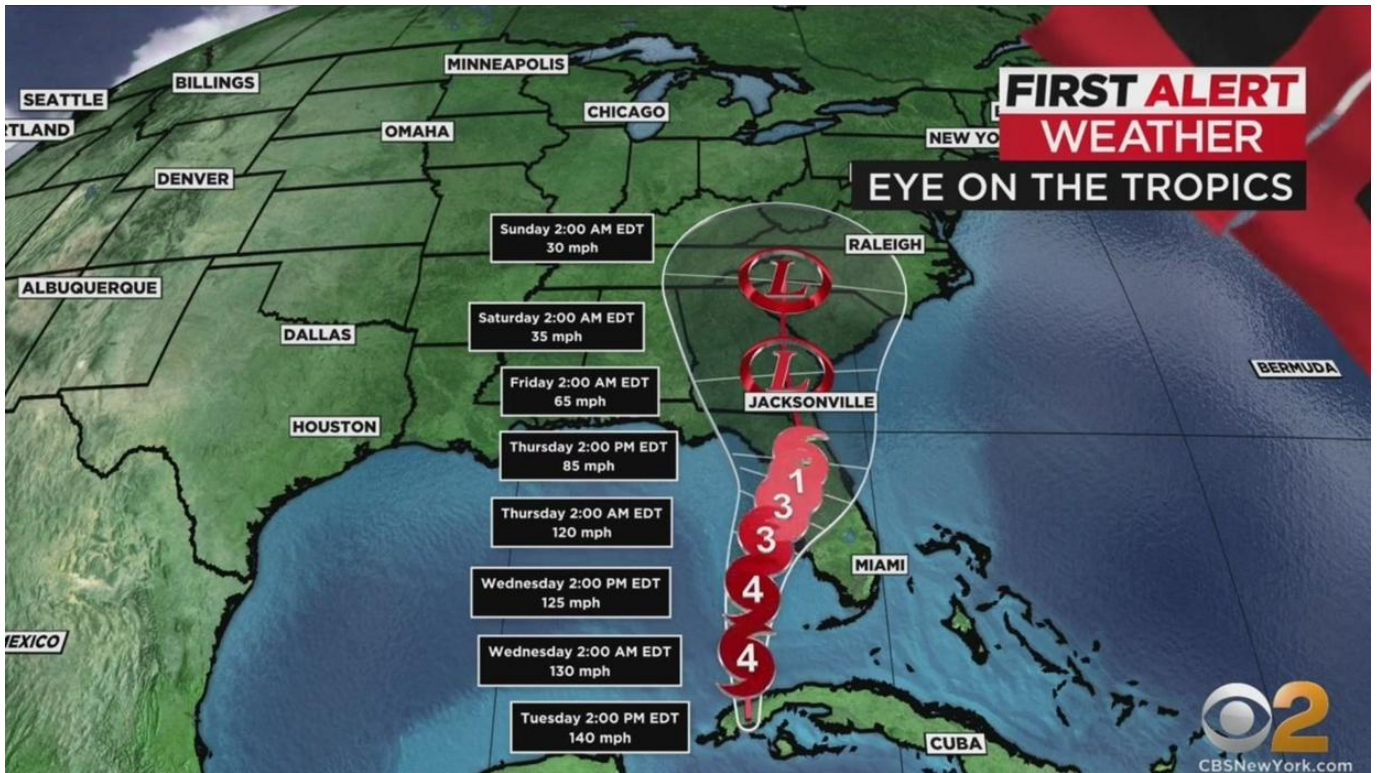 FIRST ALERT
WEATHER
EYE ON THE TROPICS
SEATTLE
BILLINGS
MINNEAPOLIS
RTLAND
OMAHA
CHICAGO
NEW YO
DENVER
Sunday 2:00 AM EDT
30 mph
RALEIGH
ALBUQUERQUE
L
Saturday 2:00 AM EDT
35 mph
DALLAS
L
BERMUDA
Friday 2:00 AM EDT
65 mph
JACKSONVILLE
HOUSTON
Thursday 2:00 PM EDT
85 mph
1
3
Thursday 2:00 AM EDT
120 mph
3
MIAMI
Wednesday 2:00 PM EDT
125 mph
4
MEXICO
Wednesday 2:00 AM EDT
130 mph
4
Tuesday 2:00 PM EDT
140 mph
CUBA
2
CBSNewYork.com